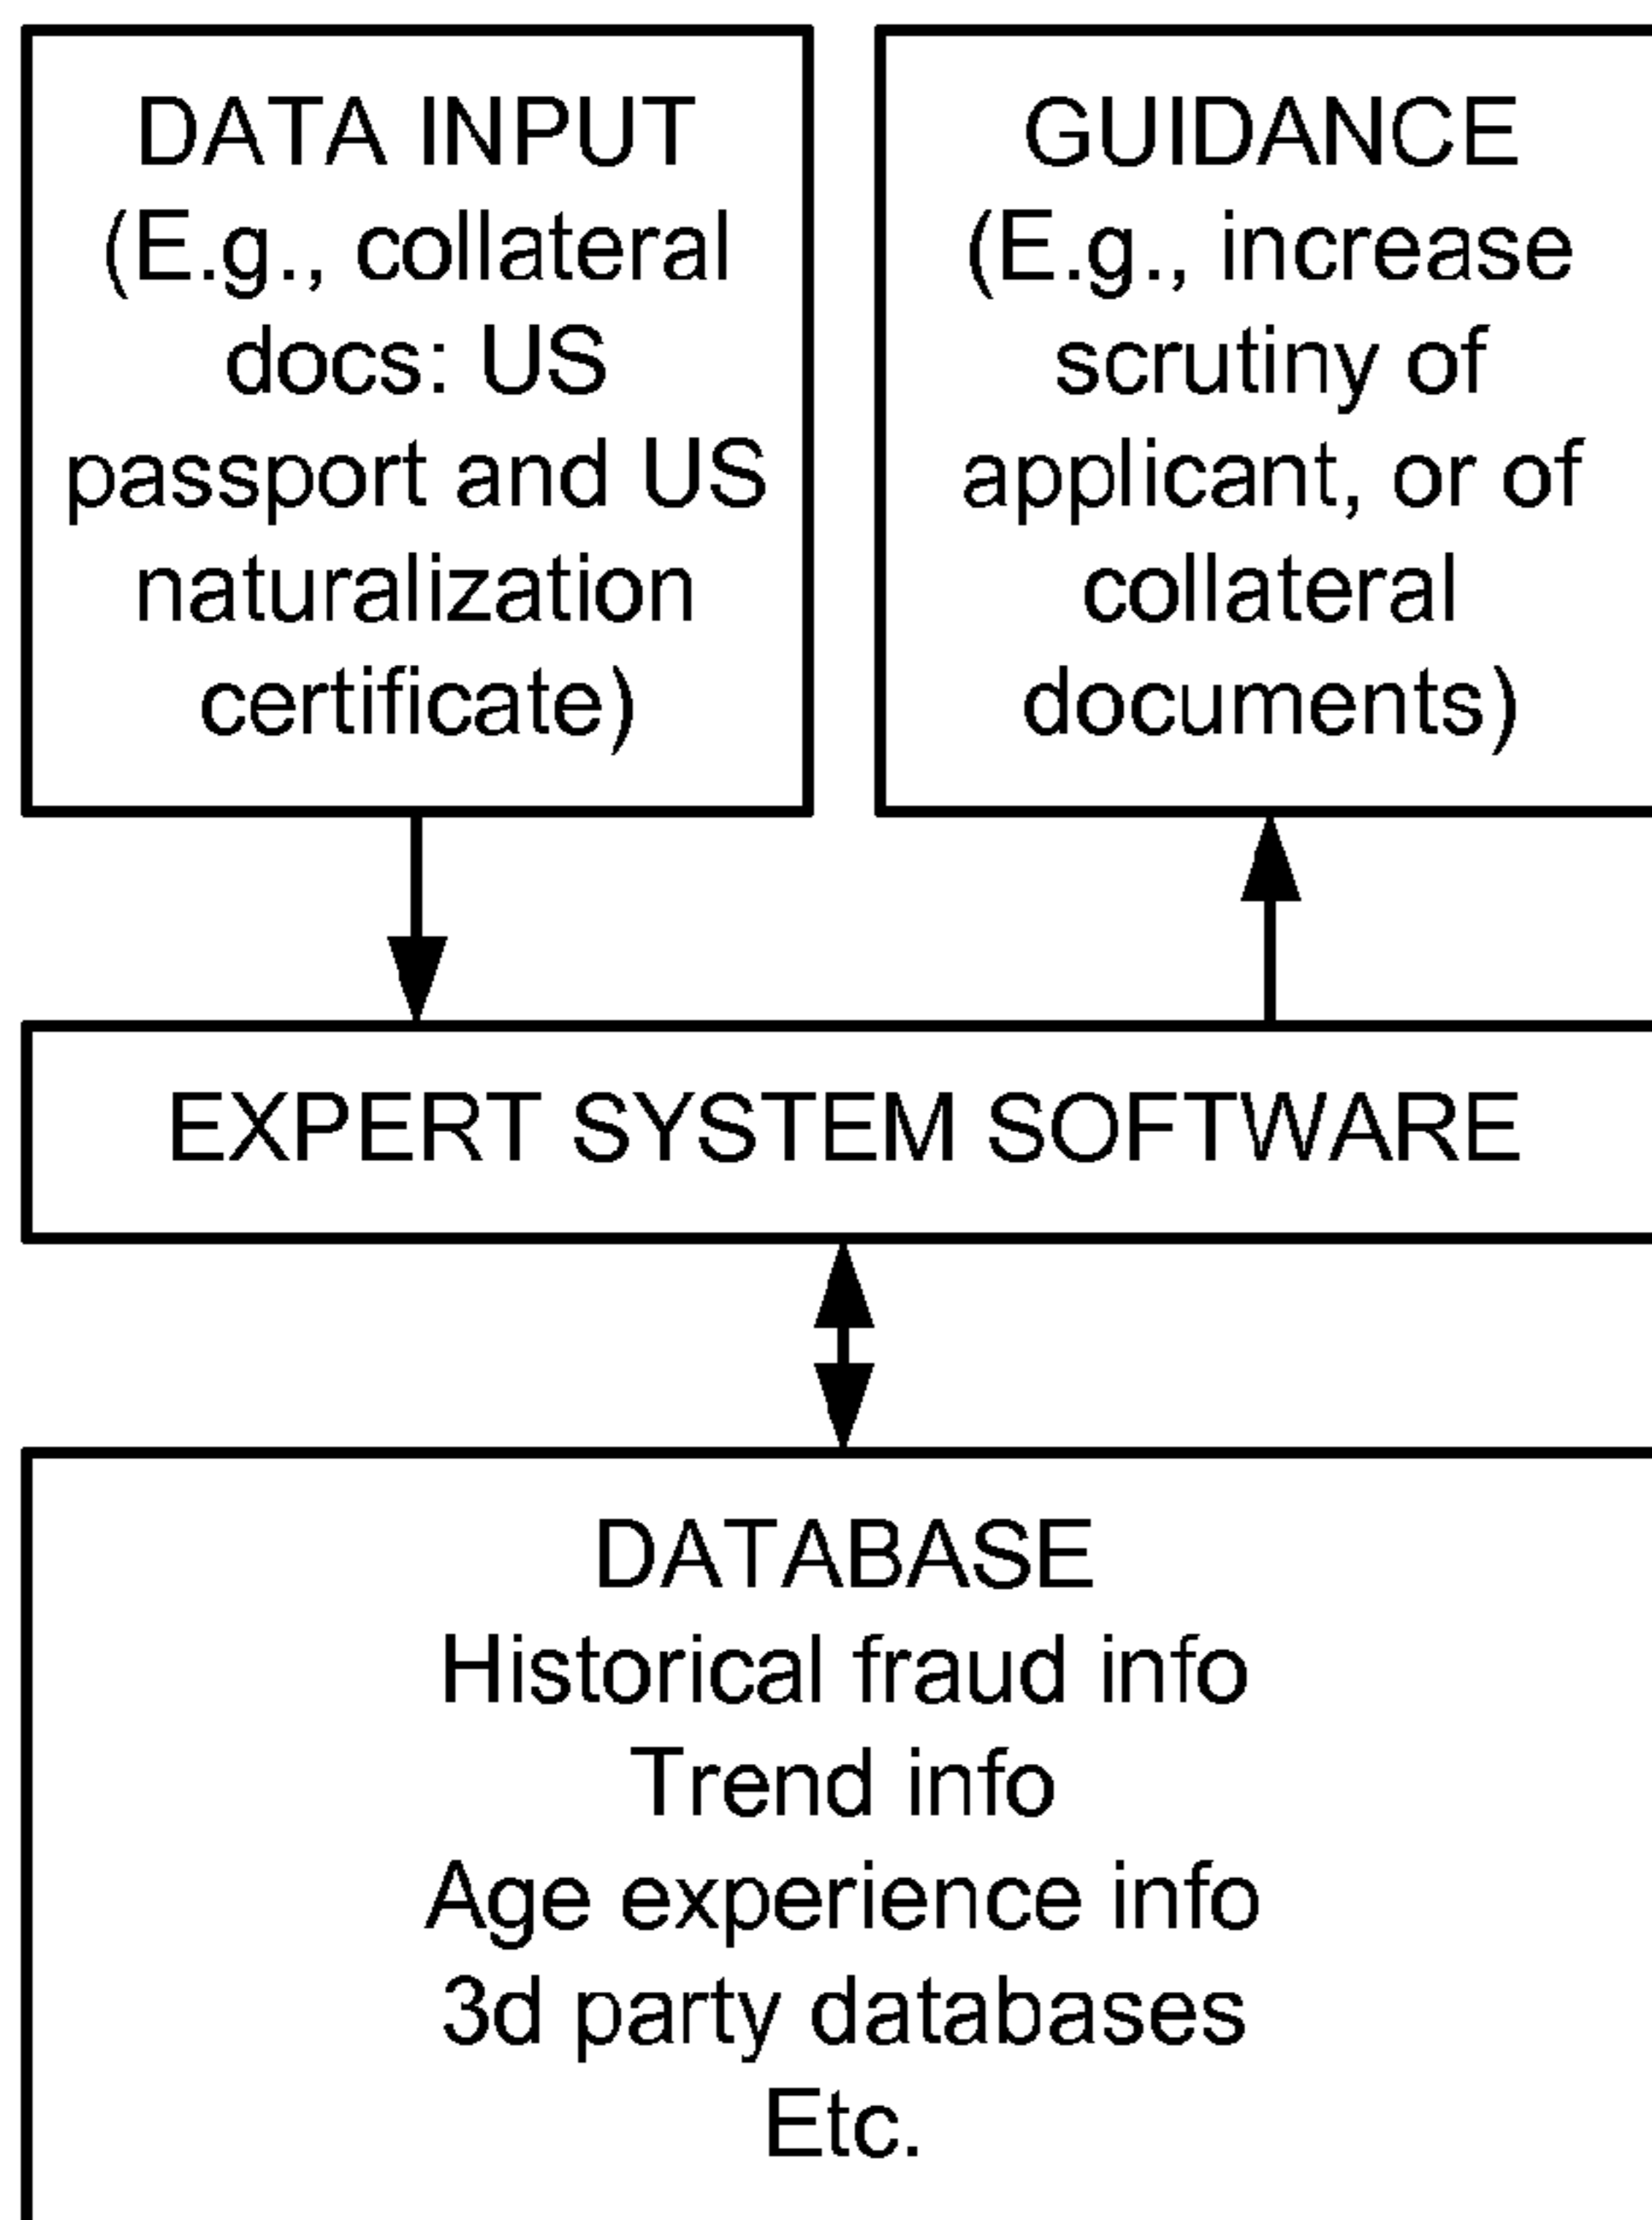 DATA INPUT
(E.g., collateral
docs: US
passport and US
naturalization
certificate)
GUIDANCE
(E.g., increase
scrutiny of
applicant, or of
collateral
documents)
EXPERT SYSTEM SOFTWARE
DATABASE
Historical fraud info
Trend info
Age experience info
3d party databases
Etc.